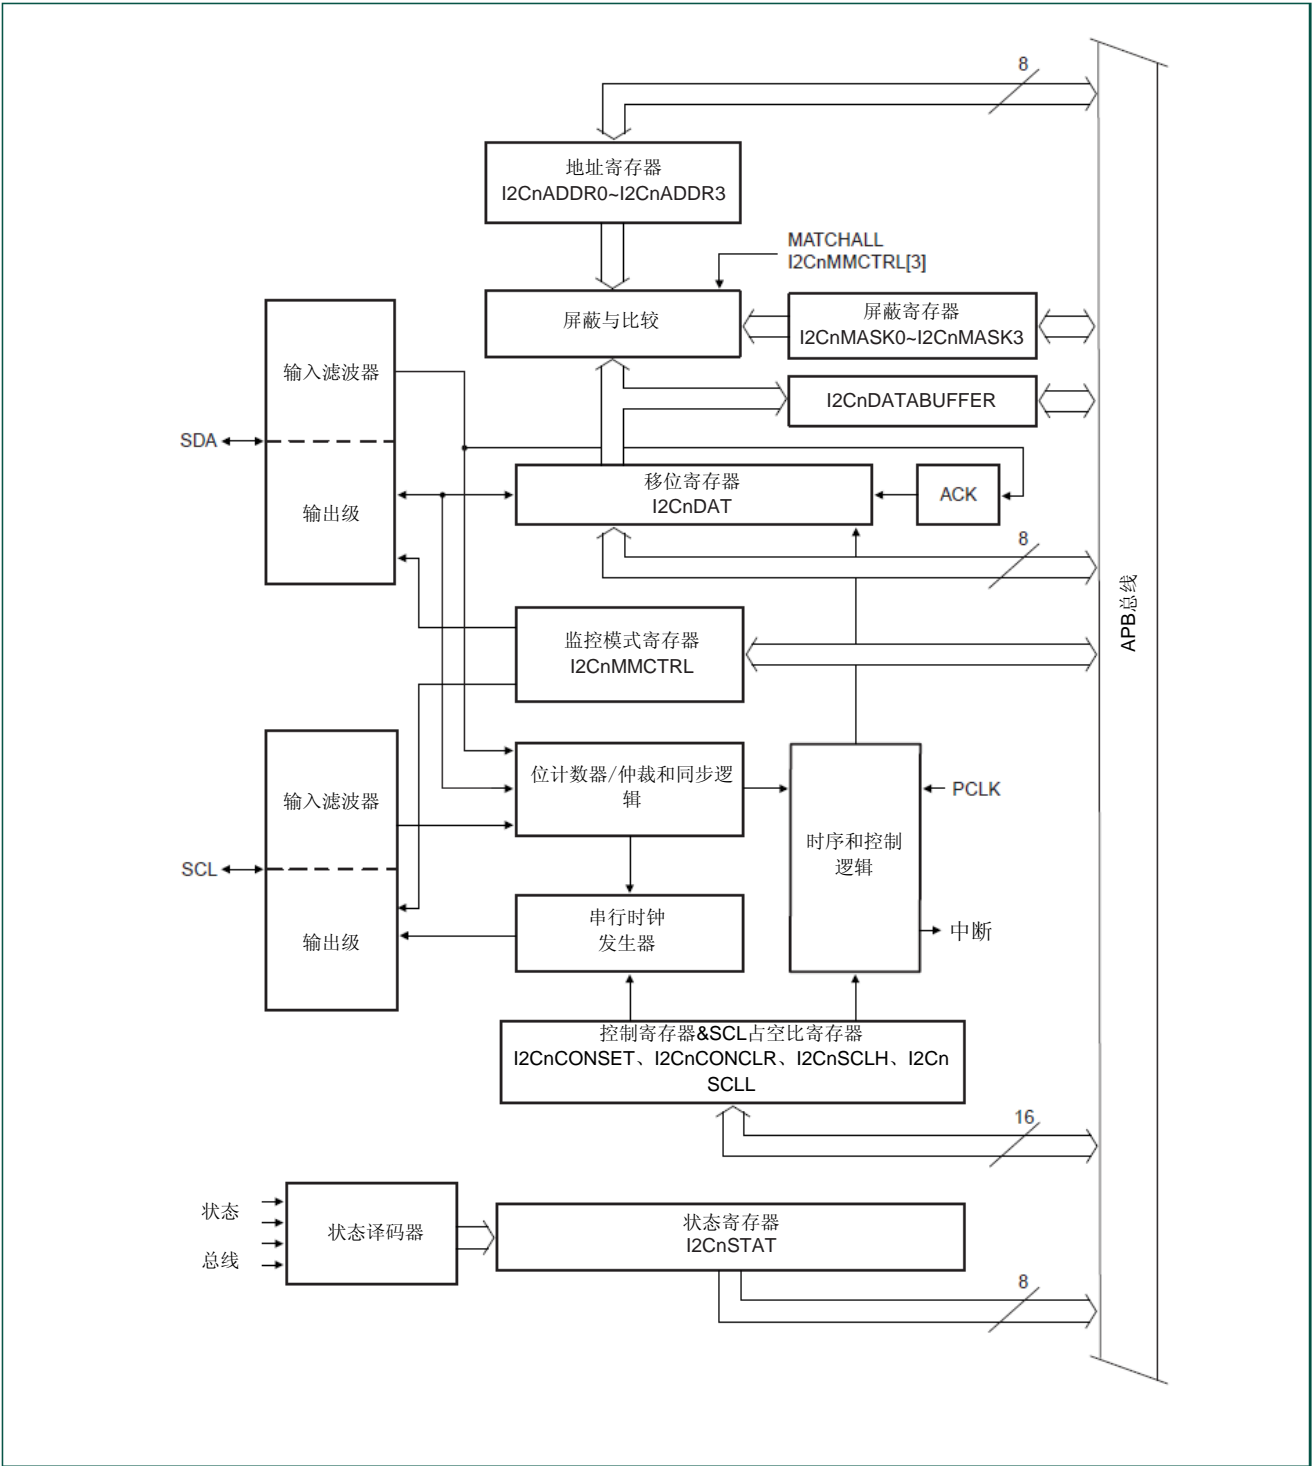 8
地址寄存器
I2CnADDR0~I2CnADDR3
MATCHALL
I2CnMMCTRL[3]
屏蔽与比较
屏蔽寄存器
I2CnMASK0~I2CnMASK3
输入滤波器
I2CnDATABUFFER
SDA
移位寄存器
I2CnDAT
ACK
输出级
8
APB总线
监控模式寄存器
I2CnMMCTRL
位计数器/仲裁和同步逻
辑
PCLK
输入滤波器
时序和控制
逻辑
SCL
串行时钟
发生器
中断
输出级
控制寄存器&SCL占空比寄存器
I2CnCONSET、I2CnCONCLR、I2CnSCLH、I2Cn
SCLL
16
状态
总线
状态译码器
状态寄存器
I2CnSTAT
8